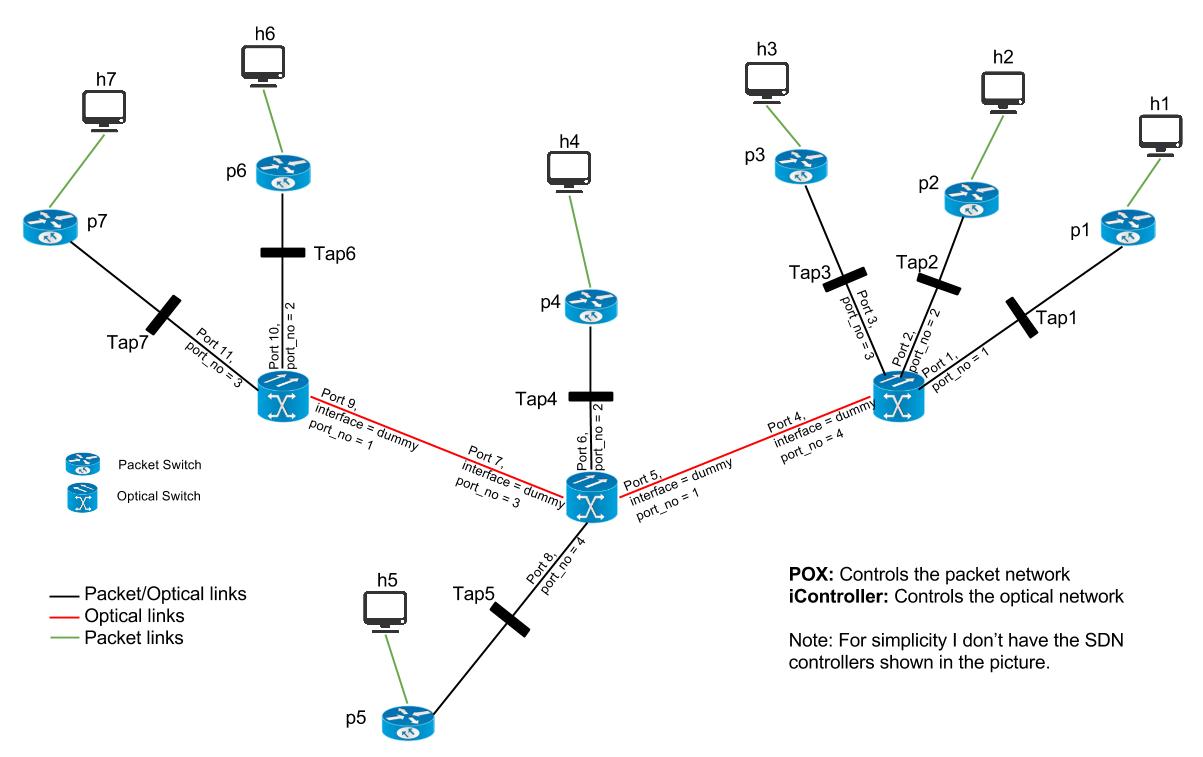 h6
h7
h3
h2
h1
h4
p6
p3
p2
p7
p1
p4
Tap6
Tap3
Tap2
Tap7
Tap1
Tap4
Port 11,
port_no = 3
Port 10,
port_no = 2
Port 3,
port_no = 3
Port 2,
port_no = 2
Port 1,
port_no = 1
Port 9,
interface = dummy
port_no = 1
Port 7,
interface = dummy
port_no = 3
Port 6,
port_no = 2
Port 4,
interface = dummy
port_no = 4
Port 5,
interface = dummy
port_no = 1
Packet Switch
Optical Switch
Port 8,
port_no = 4
h5
Tap5
p5
Packet/Optical links
Optical links
Packet links
POX: Controls the packet network
iController: Controls the optical network
Note: For simplicity I don't have the SDN
controllers shown in the picture.